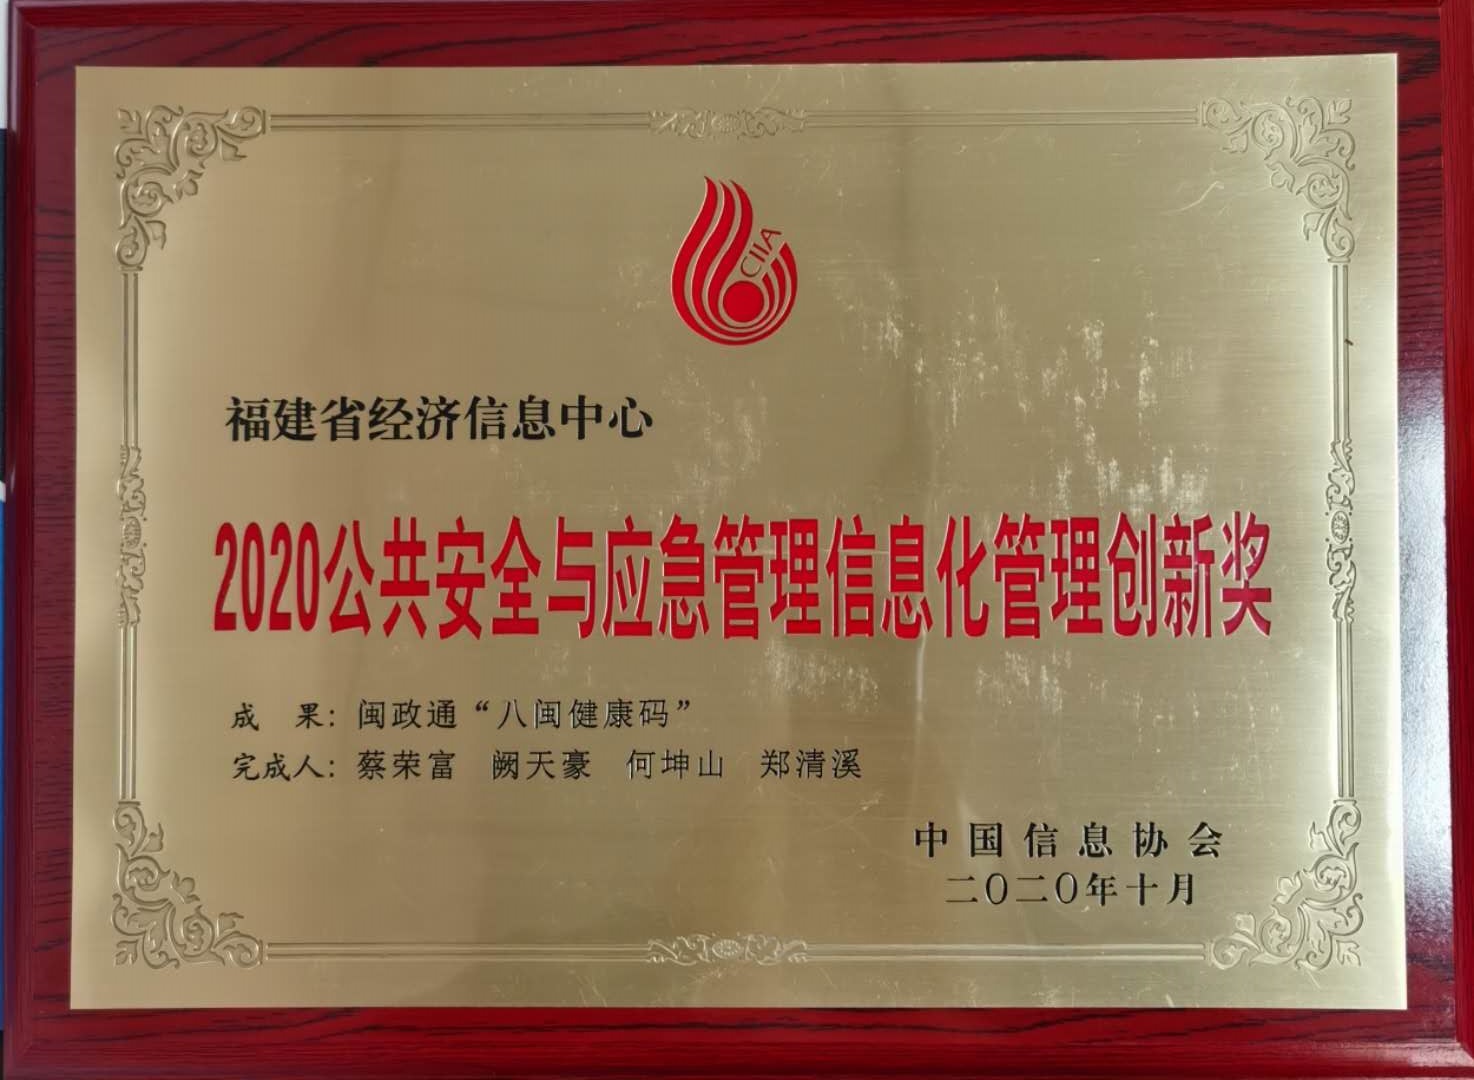 CIIA
福建省经济信息中心
2020公共安全与应急管理信息化管理创新奖
成 果：闽政通“八闽健康码”
完成人：蔡荣富 阙天豪 何坤山 郑清溪
中国信息协会
二〇二〇年十月